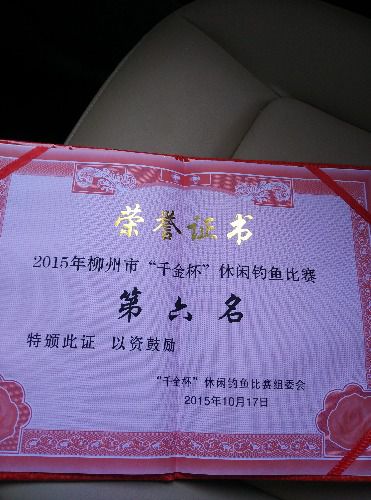 荣誉证书
2015年柳州市“千金杯”休闲钓鱼比赛
第六名
特颁此证 以资鼓励
“千金杯”休闲钓鱼比赛组委会
2015年10月17日